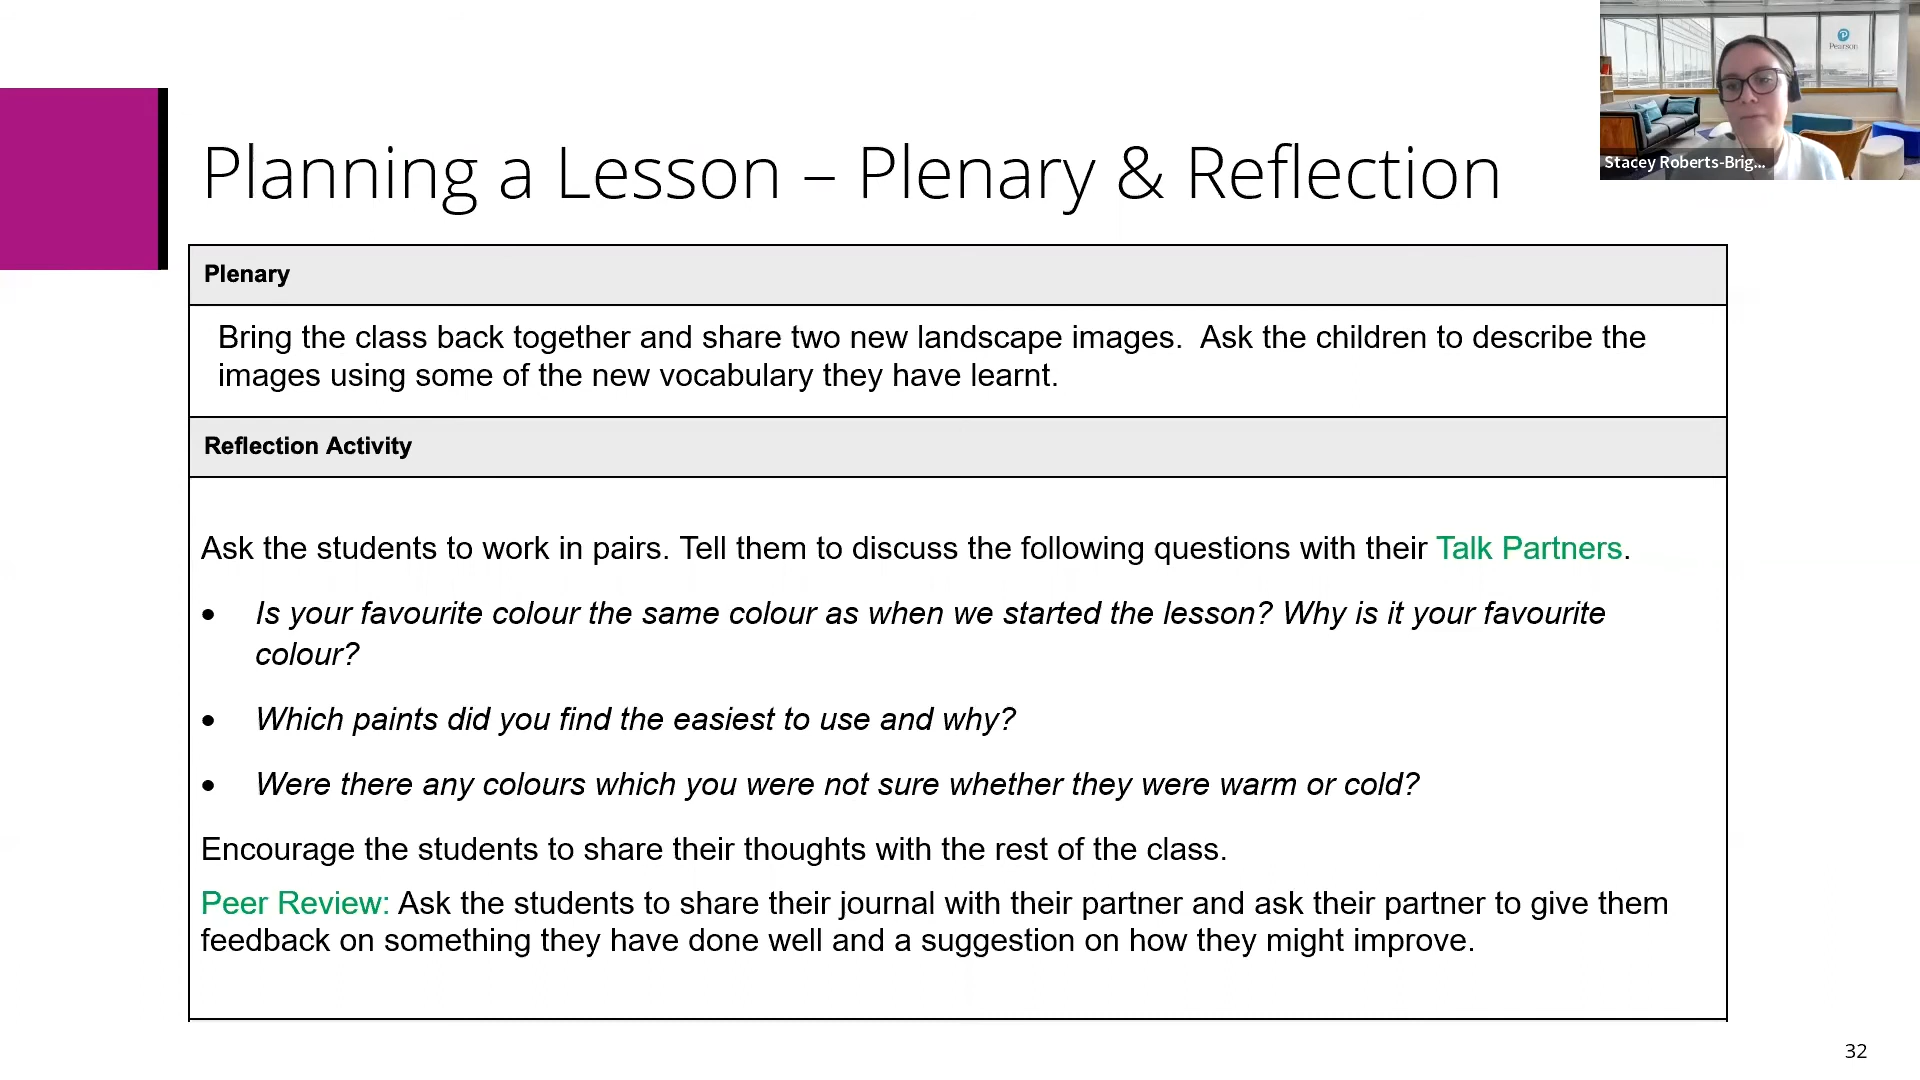 Pearson
Stacey Roberts-Brig...
Planning a Lesson – Plenary & Reflection
Plenary
Bring the class back together and share two new landscape images.  Ask the children to describe the
images using some of the new vocabulary they have learnt.
Reflection Activity
Ask the students to work in pairs. Tell them to discuss the following questions with their Talk Partners.
• Is your favourite colour the same colour as when we started the lesson? Why is it your favourite
colour?
• Which paints did you find the easiest to use and why?
• Were there any colours which you were not sure whether they were warm or cold?
Encourage the students to share their thoughts with the rest of the class.
Peer Review: Ask the students to share their journal with their partner and ask their partner to give them
feedback on something they have done well and a suggestion on how they might improve.
32